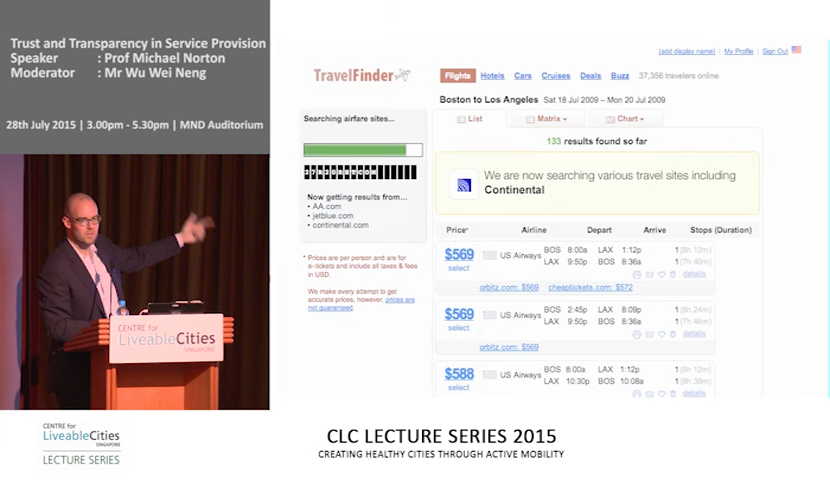 Trust and Transparency in Service Provision
Speaker : Prof Michael Norton
Moderator : Mr Wu Wei Neng
28th July 2015 | 3.00pm - 5.30pm | MND Auditorium
CENTRE for
LiveableCities
SINGAPORE
(add display name) | My Profile | Sign Out
TravelFinder
Flights Hotels Cars Cruises Deals Buzz 37,356 travelers online
Boston to Los Angeles Sat 18 Jul 2009 – Mon 20 Jul 2009
List Matrix Chart
Searching airfare sites...
Now getting results from...
• AA.com
• jetblue.com
• continental.com
* Prices are per person and are for
e-tickets and include all taxes & fees
in USD.
We make every attempt to get
accurate prices, however, prices are
not guaranteed.
133 results found so far
We are now searching various travel sites including
Continental
Price* Airline Depart Arrive Stops (Duration)
$569 US Airways BOS 8:00a LAX 1:12p 1 (8h 12m)
select LAX 9:50p BOS 8:36a 1 (7h 46m)
details
orbitz.com: $569 cheaptickets.com: $572
$569 US Airways BOS 2:45p LAX 8:09p 1 (8h 24m)
select LAX 9:50p BOS 8:36a 1 (7h 46m)
details
orbitz.com: $569
$588 US Airways BOS 8:00a LAX 1:12p 1 (8h 12m)
select LAX 10:30p BOS 10:08a 1 (8h 38m)
details
CENTRE for
LiveableCities
SINGAPORE
LECTURE SERIES
CLC LECTURE SERIES 2015
CREATING HEALTHY CITIES THROUGH ACTIVE MOBILITY